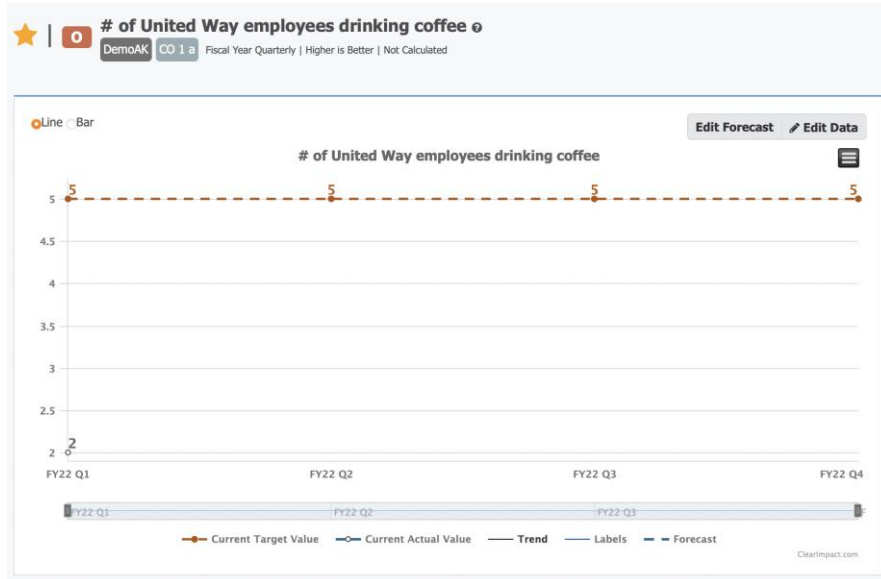 O
# of United Way employees drinking coffee ?
DemoAK CO 1 a Fiscal Year Quarterly | Higher is Better | Not Calculated
Line Bar
Edit Forecast Edit Data
# of United Way employees drinking coffee
5 5 5 5
5
4.5
4
3.5
3
2.5
2
2
FY22 Q1 FY22 Q2 FY22 Q3 FY22 Q4
FY22 Q1 FY22 Q2 FY22 Q3 F
Current Target Value Current Actual Value Trend Labels Forecast
ClearImpact.com